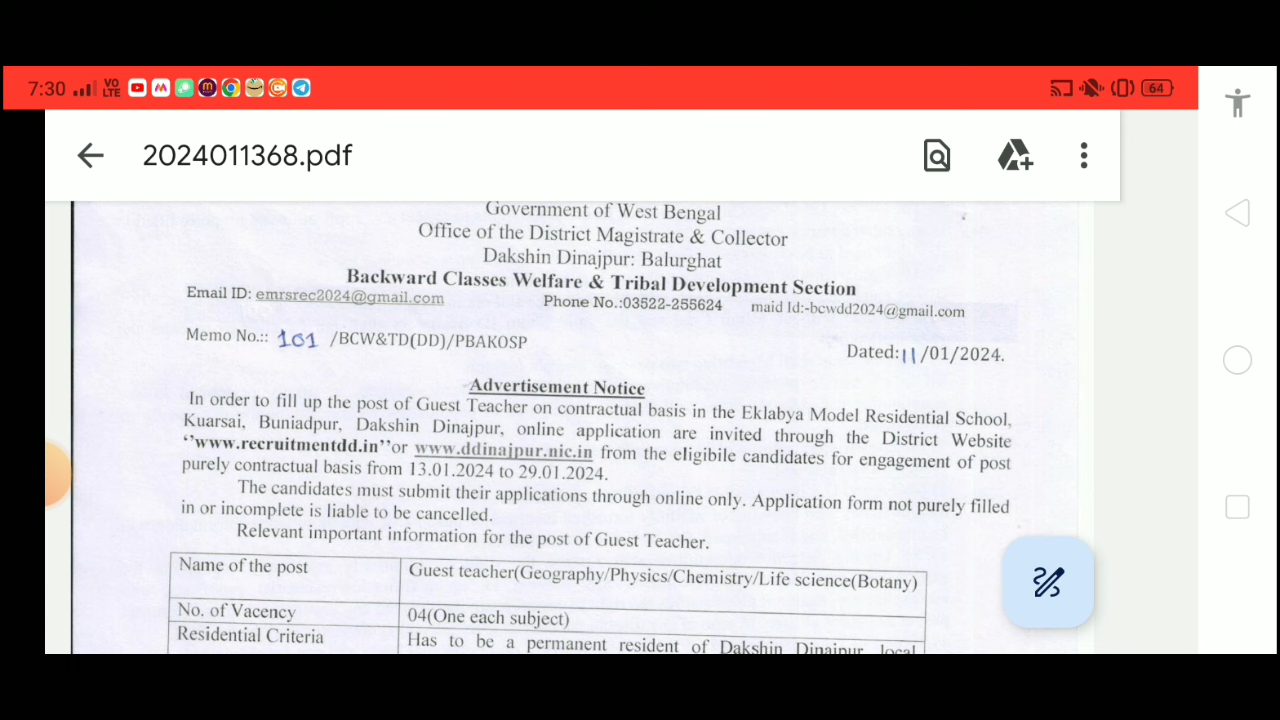 7:30 VO LTE 64
2024011368.pdf
Government of West Bengal
Office of the District Magistrate & Collector
Dakshin Dinajpur: Balurghat
Backward Classes Welfare & Tribal Development Section
Email ID: emrsrec2024@gmail.com Phone No.:03522-255624 maid Id:-bcwdd2024@gmail.com
Memo No.:: 101 /BCW&TD(DD)/PBAKOSP
Dated:11/01/2024.
Advertisement Notice
In order to fill up the post of Guest Teacher on contractual basis in the Eklabya Model Residential School,
Kuarsai, Buniadpur, Dakshin Dinajpur, online application are invited through the District Website
‘’www.recruitmentdd.in’’or www.ddinajpur.nic.in from the eligibile candidates for engagement of post
purely contractual basis from 13.01.2024 to 29.01.2024.
The candidates must submit their applications through online only. Application form not purely filled
in or incomplete is liable to be cancelled.
Relevant important information for the post of Guest Teacher.
Name of the post Guest teacher(Geography/Physics/Chemistry/Life science(Botany)
No. of Vacency 04(One each subject)
Residential Criteria Has to be a permanent resident of Dakshin Dinajpur, local